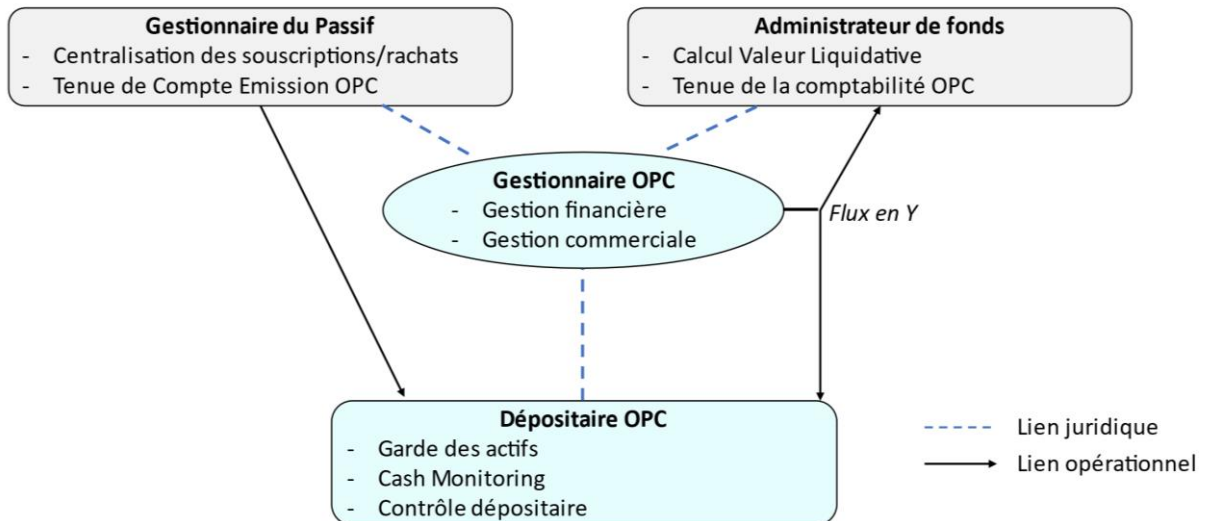 Gestionnaire du Passif
- Centralisation des souscriptions/rachats
- Tenue de Compte Emission OPC
Administrateur de fonds
- Calcul Valeur Liquidative
- Tenue de la comptabilité OPC
Gestionnaire OPC
- Gestion financière
- Gestion commerciale
Flux en Y
Dépositaire OPC
- Garde des actifs
- Cash Monitoring
- Contrôle dépositaire
Lien juridique
Lien opérationnel